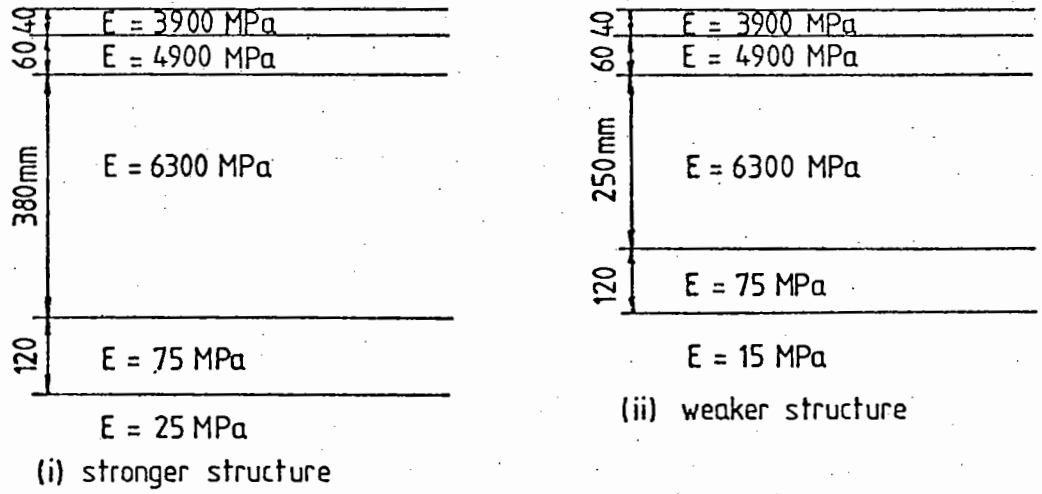 40
E = 3900 MPa
60
E = 4900 MPa
380mm
E = 6300 MPa
120
E = 75 MPa
E = 25 MPa
(i) stronger structure
40
E = 3900 MPa
60
E = 4900 MPa
250mm
E = 6300 MPa
120
E = 75 MPa
E = 15 MPa
(ii) weaker structure